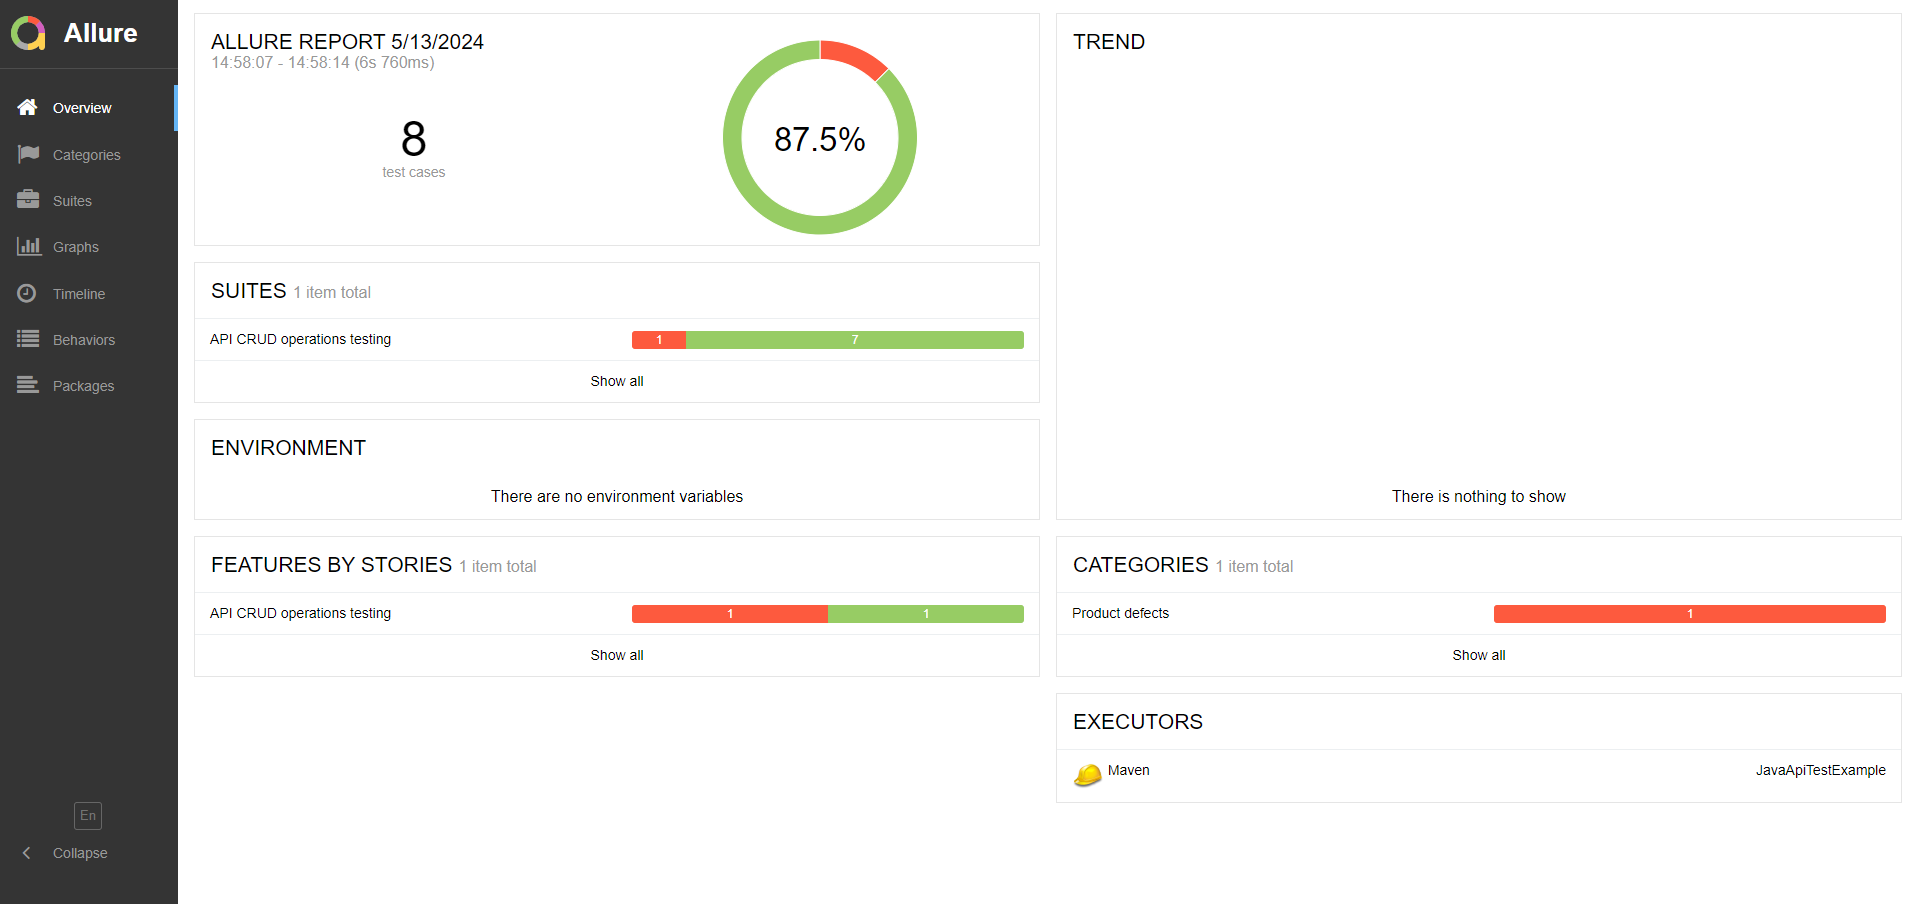 Allure
Overview
Categories
Suites
Graphs
Timeline
Behaviors
Packages
En
Collapse
ALLURE REPORT 5/13/2024
14:58:07 - 14:58:14 (6s 760ms)
8
test cases
87.5%
SUITES 1 item total
API CRUD operations testing 1 7
Show all
ENVIRONMENT
There are no environment variables
FEATURES BY STORIES 1 item total
API CRUD operations testing 1 1
Show all
TREND
There is nothing to show
CATEGORIES 1 item total
Product defects 1
Show all
EXECUTORS
Maven JavaApiTestExample